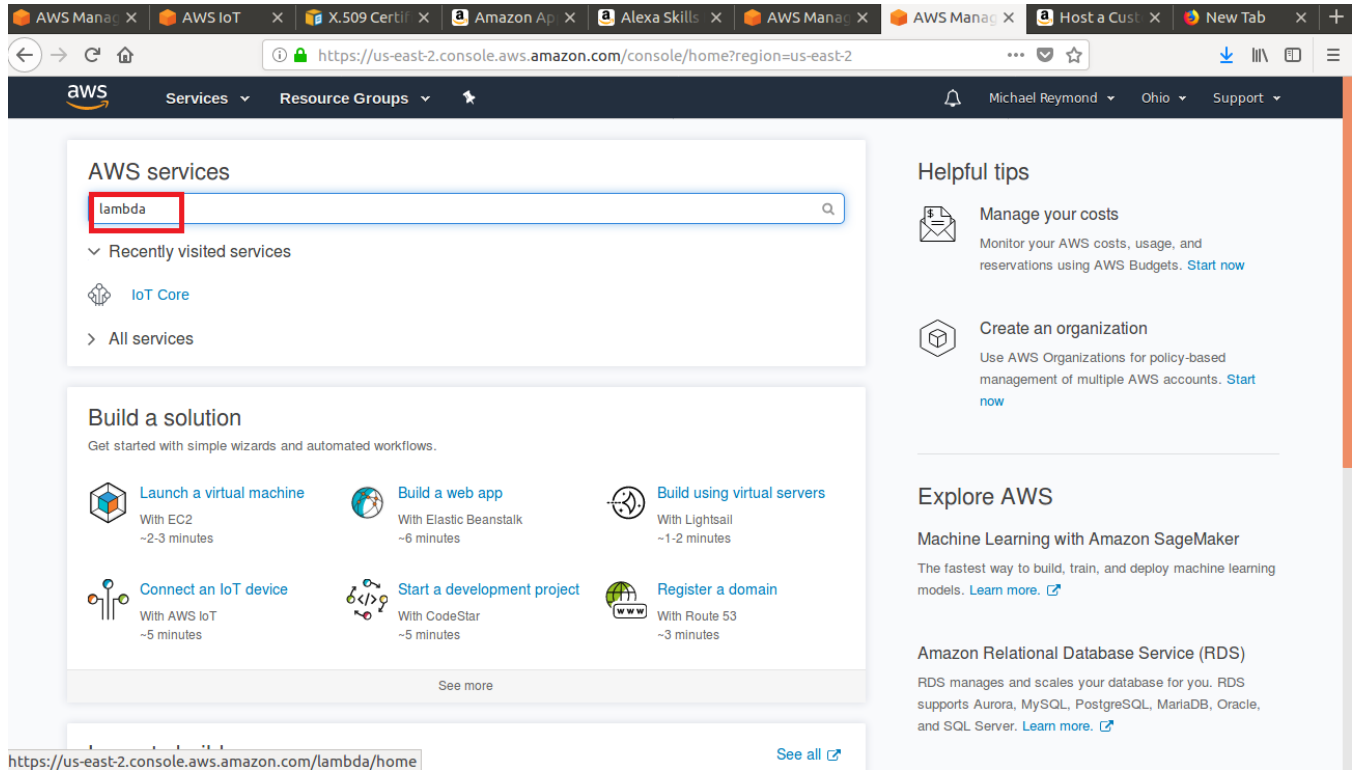 AWS Manag
AWS IoT
X.509 Certif
Amazon Ap
Alexa Skills
AWS Manag
AWS Manag
Host a Cust
New Tab
https://us-east-2.console.aws.amazon.com/console/home?region=us-east-2
aws
Services
Resource Groups
Michael Reymond
Ohio
Support
AWS services
lambda
Recently visited services
IoT Core
All services
Build a solution
Get started with simple wizards and automated workflows.
Launch a virtual machine
With EC2
~2-3 minutes
Build a web app
With Elastic Beanstalk
~6 minutes
Build using virtual servers
With Lightsail
~1-2 minutes
Connect an IoT device
With AWS IoT
~5 minutes
Start a development project
With CodeStar
~5 minutes
Register a domain
With Route 53
~3 minutes
See more
See all
https://us-east-2.console.aws.amazon.com/lambda/home
Helpful tips
Manage your costs
Monitor your AWS costs, usage, and
reservations using AWS Budgets. Start now
Create an organization
Use AWS Organizations for policy-based
management of multiple AWS accounts. Start
now
Explore AWS
Machine Learning with Amazon SageMaker
The fastest way to build, train, and deploy machine learning
models. Learn more.
Amazon Relational Database Service (RDS)
RDS manages and scales your database for you. RDS
supports Aurora, MySQL, PostgreSQL, MariaDB, Oracle,
and SQL Server. Learn more.